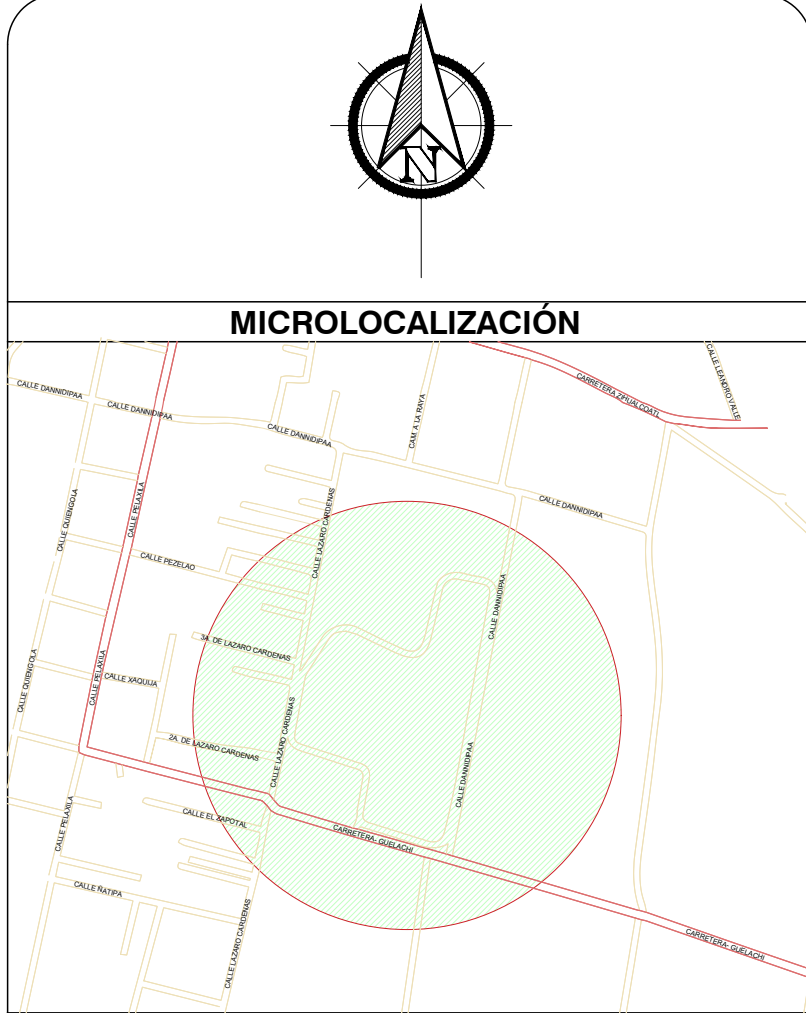 N
MICROLOCALIZACIÓN
CALLE LEANDRO VALLE
CARRETERA ZIHUALCOATL
CALLE DANNIDIPAA
CALLE DANNIDIPAA
CAM. A LA RAYA
CALLE DANNIDIPAA
CALLE QUIENGOLA
CALLE PELAXILA
CALLE LAZARO CARDENAS
CALLE DANNIDIPAA
CALLE PEZELAO
CALLE DANNIDIPAA
3A. DE LAZARO CARDENAS
CALLE QUIENGOLA
CALLE PELAXILA
CALLE XAQUIJA
CALLE LAZARO CARDENAS
2A. DE LAZARO CARDENAS
CALLE DANNIDIPAA
CALLE PELAXILA
CALLE EL ZAPOTAL
CARRETERA- GUELACHI
CALLE ÑATIPA
CALLE LAZARO CARDENAS
CARRETERA- GUELACHI